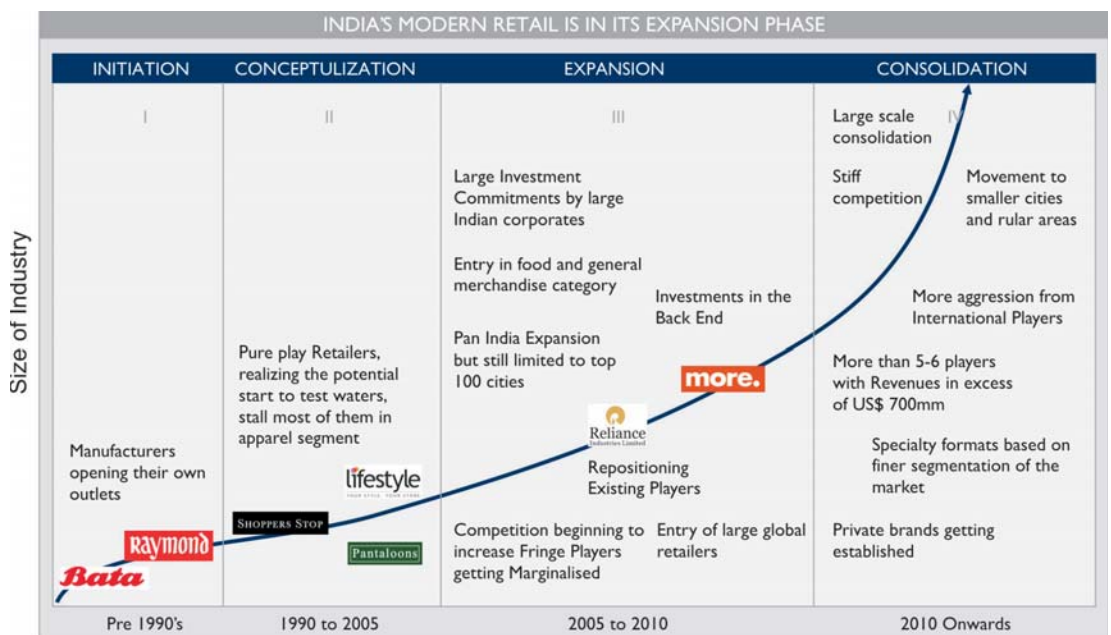 INDIA'S MODERN RETAIL IS IN ITS EXPANSION PHASE
INITIATION
CONCEPTULIZATION
EXPANSION
CONSOLIDATION
Size of Industry
I
Manufacturers
opening their own
outlets
RAYMOND
Bata
Pre 1990's
II
Pure play Retailers,
realizing the potential
start to test waters,
stall most of them in
apparel segment
lifestyle
YOUR STYLE . YOUR STORE
SHOPPERS STOP
Pantaloons
1990 to 2005
III
Large Investment
Commitments by large
Indian corporates
Entry in food and general
merchandise category
Investments in the
Back End
Pan India Expansion
but still limited to top
100 cities
more.
Reliance
Industries Limited
Repositioning
Existing Players
Competition beginning to
increase Fringe Players
getting Marginalised
Entry of large global
retailers
2005 to 2010
IV
Large scale
consolidation
Stiff
competition
Movement to
smaller cities
and rular areas
More aggression from
International Players
More than 5-6 players
with Revenues in excess
of US$ 700mm
Specialty formats based on
finer segmentation of the
market
Private brands getting
established
2010 Onwards